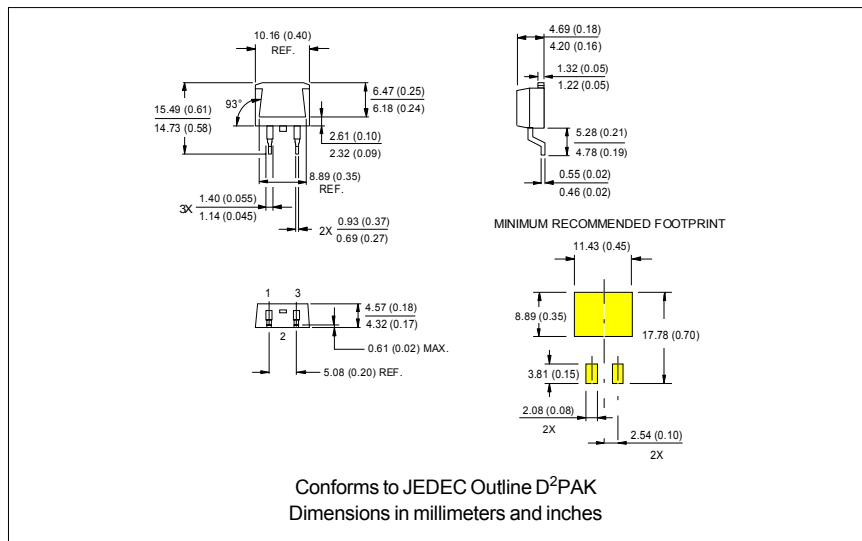 10.16 (0.40)
REF.
15.49 (0.61)
14.73 (0.58)
93°
6.47 (0.25)
6.18 (0.24)
2.61 (0.10)
2.32 (0.09)
8.89 (0.35)
REF.
3X
1.40 (0.055)
1.14 (0.045)
2X
0.93 (0.37)
0.69 (0.27)
4.69 (0.18)
4.20 (0.16)
1.32 (0.05)
1.22 (0.05)
5.28 (0.21)
4.78 (0.19)
0.55 (0.02)
0.46 (0.02)
1
3
2
4.57 (0.18)
4.32 (0.17)
0.61 (0.02) MAX.
5.08 (0.20) REF.
MINIMUM RECOMMENDED FOOTPRINT
11.43 (0.45)
8.89 (0.35)
17.78 (0.70)
3.81 (0.15)
2.08 (0.08)
2X
2.54 (0.10)
2X
Conforms to JEDEC Outline D²PAK
Dimensions in millimeters and inches